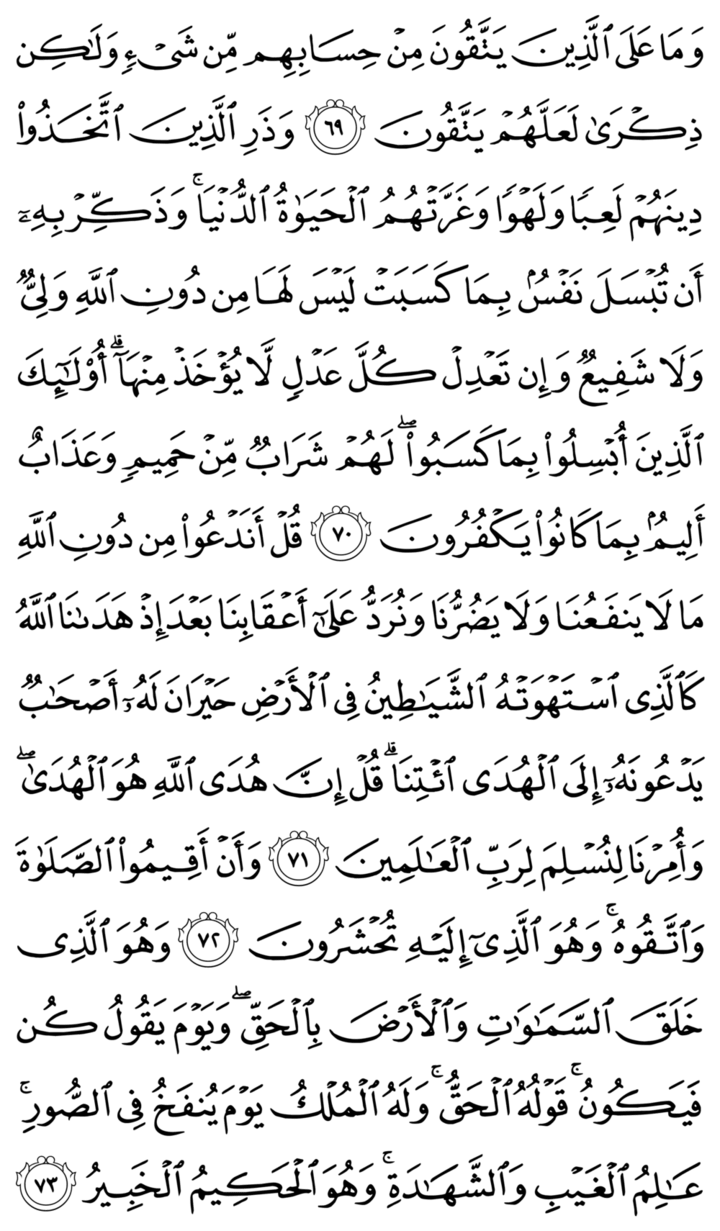 وَمَا عَلَى ٱلَّذِينَ يَتَّقُونَ مِنۡ حِسَابِهِم مِّن شَيۡءٖ وَلَٰكِن
ذِكۡرَىٰ لَعَلَّهُمۡ يَتَّقُونَ ٦٩ وَذَرِ ٱلَّذِينَ ٱتَّخَذُواْ
دِينَهُمۡ لَعِبٗا وَلَهۡوٗا وَغَرَّتۡهُمُ ٱلۡحَيَوٰةُ ٱلدُّنۡيَاۚ وَذَكِّرۡ بِهِۦٓ
أَن تُبۡسَلَ نَفۡسُۢ بِمَا كَسَبَتۡ لَيۡسَ لَهَا مِن دُونِ ٱللَّهِ وَلِيّٞ
وَلَا شَفِيعٞ وَإِن تَعۡدِلۡ كُلَّ عَدۡلٖ لَّا يُؤۡخَذۡ مِنۡهَآۗ أُوْلَٰٓئِكَ
ٱلَّذِينَ أُبۡسِلُواْ بِمَا كَسَبُواْۖ لَهُمۡ شَرَابٞ مِّنۡ حَمِيمٖ وَعَذَابٌ
أَلِيمُۢ بِمَا كَانُواْ يَكۡفُرُونَ ٧٠ قُلۡ أَنَدۡعُواْ مِن دُونِ ٱللَّهِ
مَا لَا يَنفَعُنَا وَلَا يَضُرُّنَا وَنُرَدُّ عَلَىٰٓ أَعۡقَابِنَا بَعۡدَ إِذۡ هَدَىٰنَا ٱللَّهُ
كَٱلَّذِي ٱسۡتَهۡوَتۡهُ ٱلشَّيَٰطِينُ فِي ٱلۡأَرۡضِ حَيۡرَانَ لَهُۥٓ أَصۡحَٰبٞ
يَدۡعُونَهُۥٓ إِلَى ٱلۡهُدَى ٱئۡتِنَاۗ قُلۡ إِنَّ هُدَى ٱللَّهِ هُوَ ٱلۡهُدَىٰۖ
وَأُمِرۡنَا لِنُسۡلِمَ لِرَبِّ ٱلۡعَٰلَمِينَ ٧١ وَأَنۡ أَقِيمُواْ ٱلصَّلَوٰةَ
وَٱتَّقُوهُۚ وَهُوَ ٱلَّذِيٓ إِلَيۡهِ تُحۡشَرُونَ ٧٢ وَهُوَ ٱلَّذِي
خَلَقَ ٱلسَّمَٰوَٰتِ وَٱلۡأَرۡضَ بِٱلۡحَقِّۖ وَيَوۡمَ يَقُولُ كُن
فَيَكُونُۚ قَوۡلُهُ ٱلۡحَقُّۚ وَلَهُ ٱلۡمُلۡكُ يَوۡمَ يُنفَخُ فِي ٱلصُّورِۚ
عَٰلِمُ ٱلۡغَيۡبِ وَٱلشَّهَٰدَةِۚ وَهُوَ ٱلۡحَكِيمُ ٱلۡخَبِيرُ ٧٣